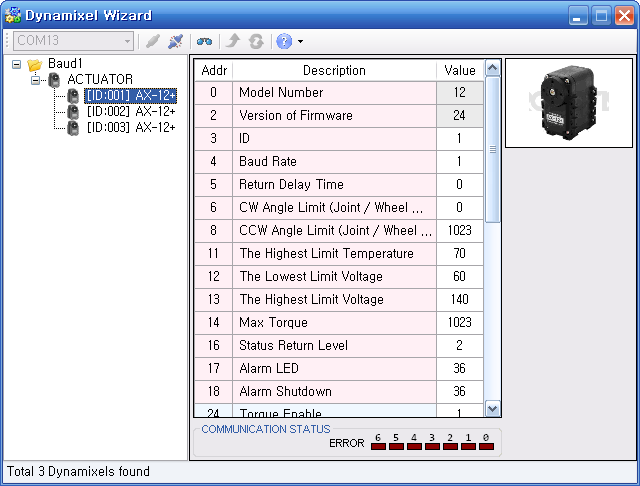 Dynamixel Wizard
COM13
Baud1
ACTUATOR
[ID:001] AX-12+
[ID:002] AX-12+
[ID:003] AX-12+
Addr Description Value
0 Model Number 12
2 Version of Firmware 24
3 ID 1
4 Baud Rate 1
5 Return Delay Time 0
6 CW Angle Limit (Joint / Wheel ... 0
8 CCW Angle Limit (Joint / Wheel ... 1023
11 The Highest Limit Temperature 70
12 The Lowest Limit Voltage 60
13 The Highest Limit Voltage 140
14 Max Torque 1023
16 Status Return Level 2
17 Alarm LED 36
18 Alarm Shutdown 36
24 Torque Enable 1
COMMUNICATION STATUS
ERROR 6 5 4 3 2 1 0
Total 3 Dynamixels found